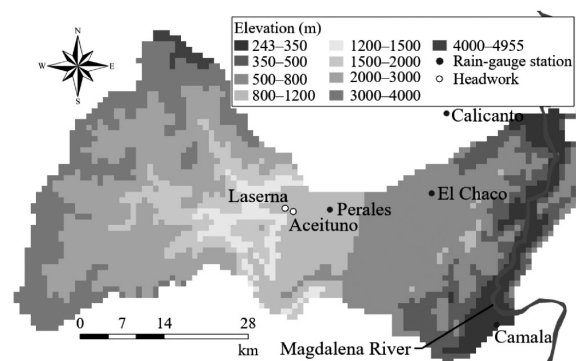 N
W E
S
Elevation (m)
243–350 1200–1500 4000–4955
350–500 1500–2000 Rain-gauge station
500–800 2000–3000 Headwork
800–1200 3000–4000
Calicanto
Laserna El Chaco
Aceituno Perales
0 7 14 28
km
Magdalena River Camala